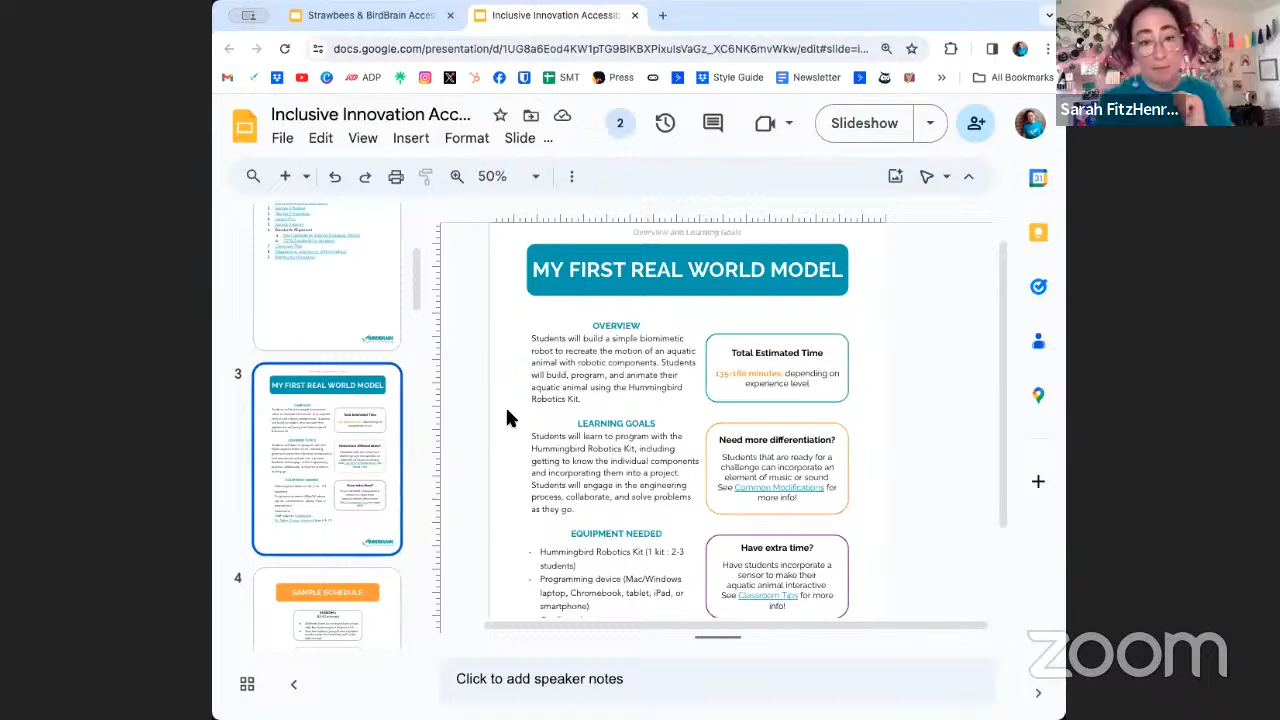 Strawbees & BirdBrain Acces
Inclusive Innovation Accessib
docs.google.com/presentation/d/1UG8a6Eod4KW1pTG9BIKBXPixulsVGz_XC6NK6mvWkw/edit#slide=i...
ADP
SMT
Press
Style Guide
Newsletter
All Bookmarks
Sarah FitzHenr...
Inclusive Innovation Ac...
2
Slideshow
File Edit View Insert Format Slide ...
50%
31
Overview and Learning Goals
MY FIRST REAL WORLD MODEL
OVERVIEW
Students will build a simple biomimetic
robot to recreate the motion of an aquatic
animal with robotic components. Students
will build, program, and animate their
aquatic animal using the Hummingbird
Robotics Kit.
Total Estimated Time
135-180 minutes, depending on
experience level
LEARNING GOALS
Students will learn to program with the
Hummingbird Robotics Kit, including
getting to know the individual components
and incorporating them into a project.
Students will engage in the engineering
process, collaborate, and solve problems
as they go.
Need more differentiation?
Students that are ready for a
challenge can incorporate an
element of music or sound.
See Common Modifications for
more info!
EQUIPMENT NEEDED
- Hummingbird Robotics Kit (1 kit : 2-3
students)
- Programming device (Mac/Windows
laptop, Chromebook, tablet, iPad, or
smartphone)
Have extra time?
Have students incorporate a
sensor to make their
aquatic animal interactive.
See Classroom Tips for more
info!
3
MY FIRST REAL WORLD MODEL
BIRDBRAIN
4
SAMPLE SCHEDULE
Click to add speaker notes
zoom